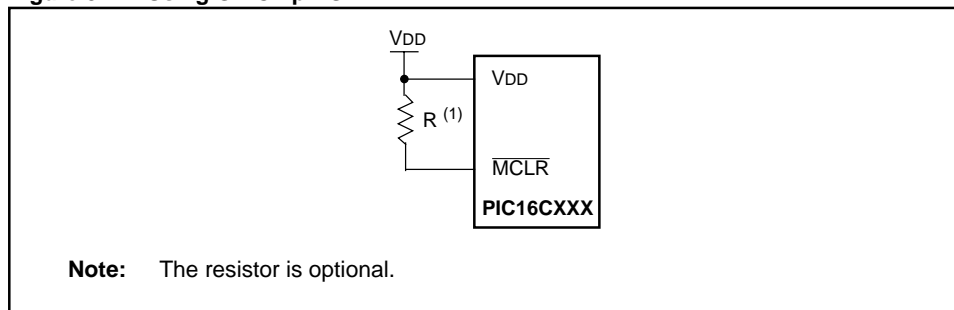 VDD
VDD
R (1)
MCLR
PIC16CXXX
Note: The resistor is optional.